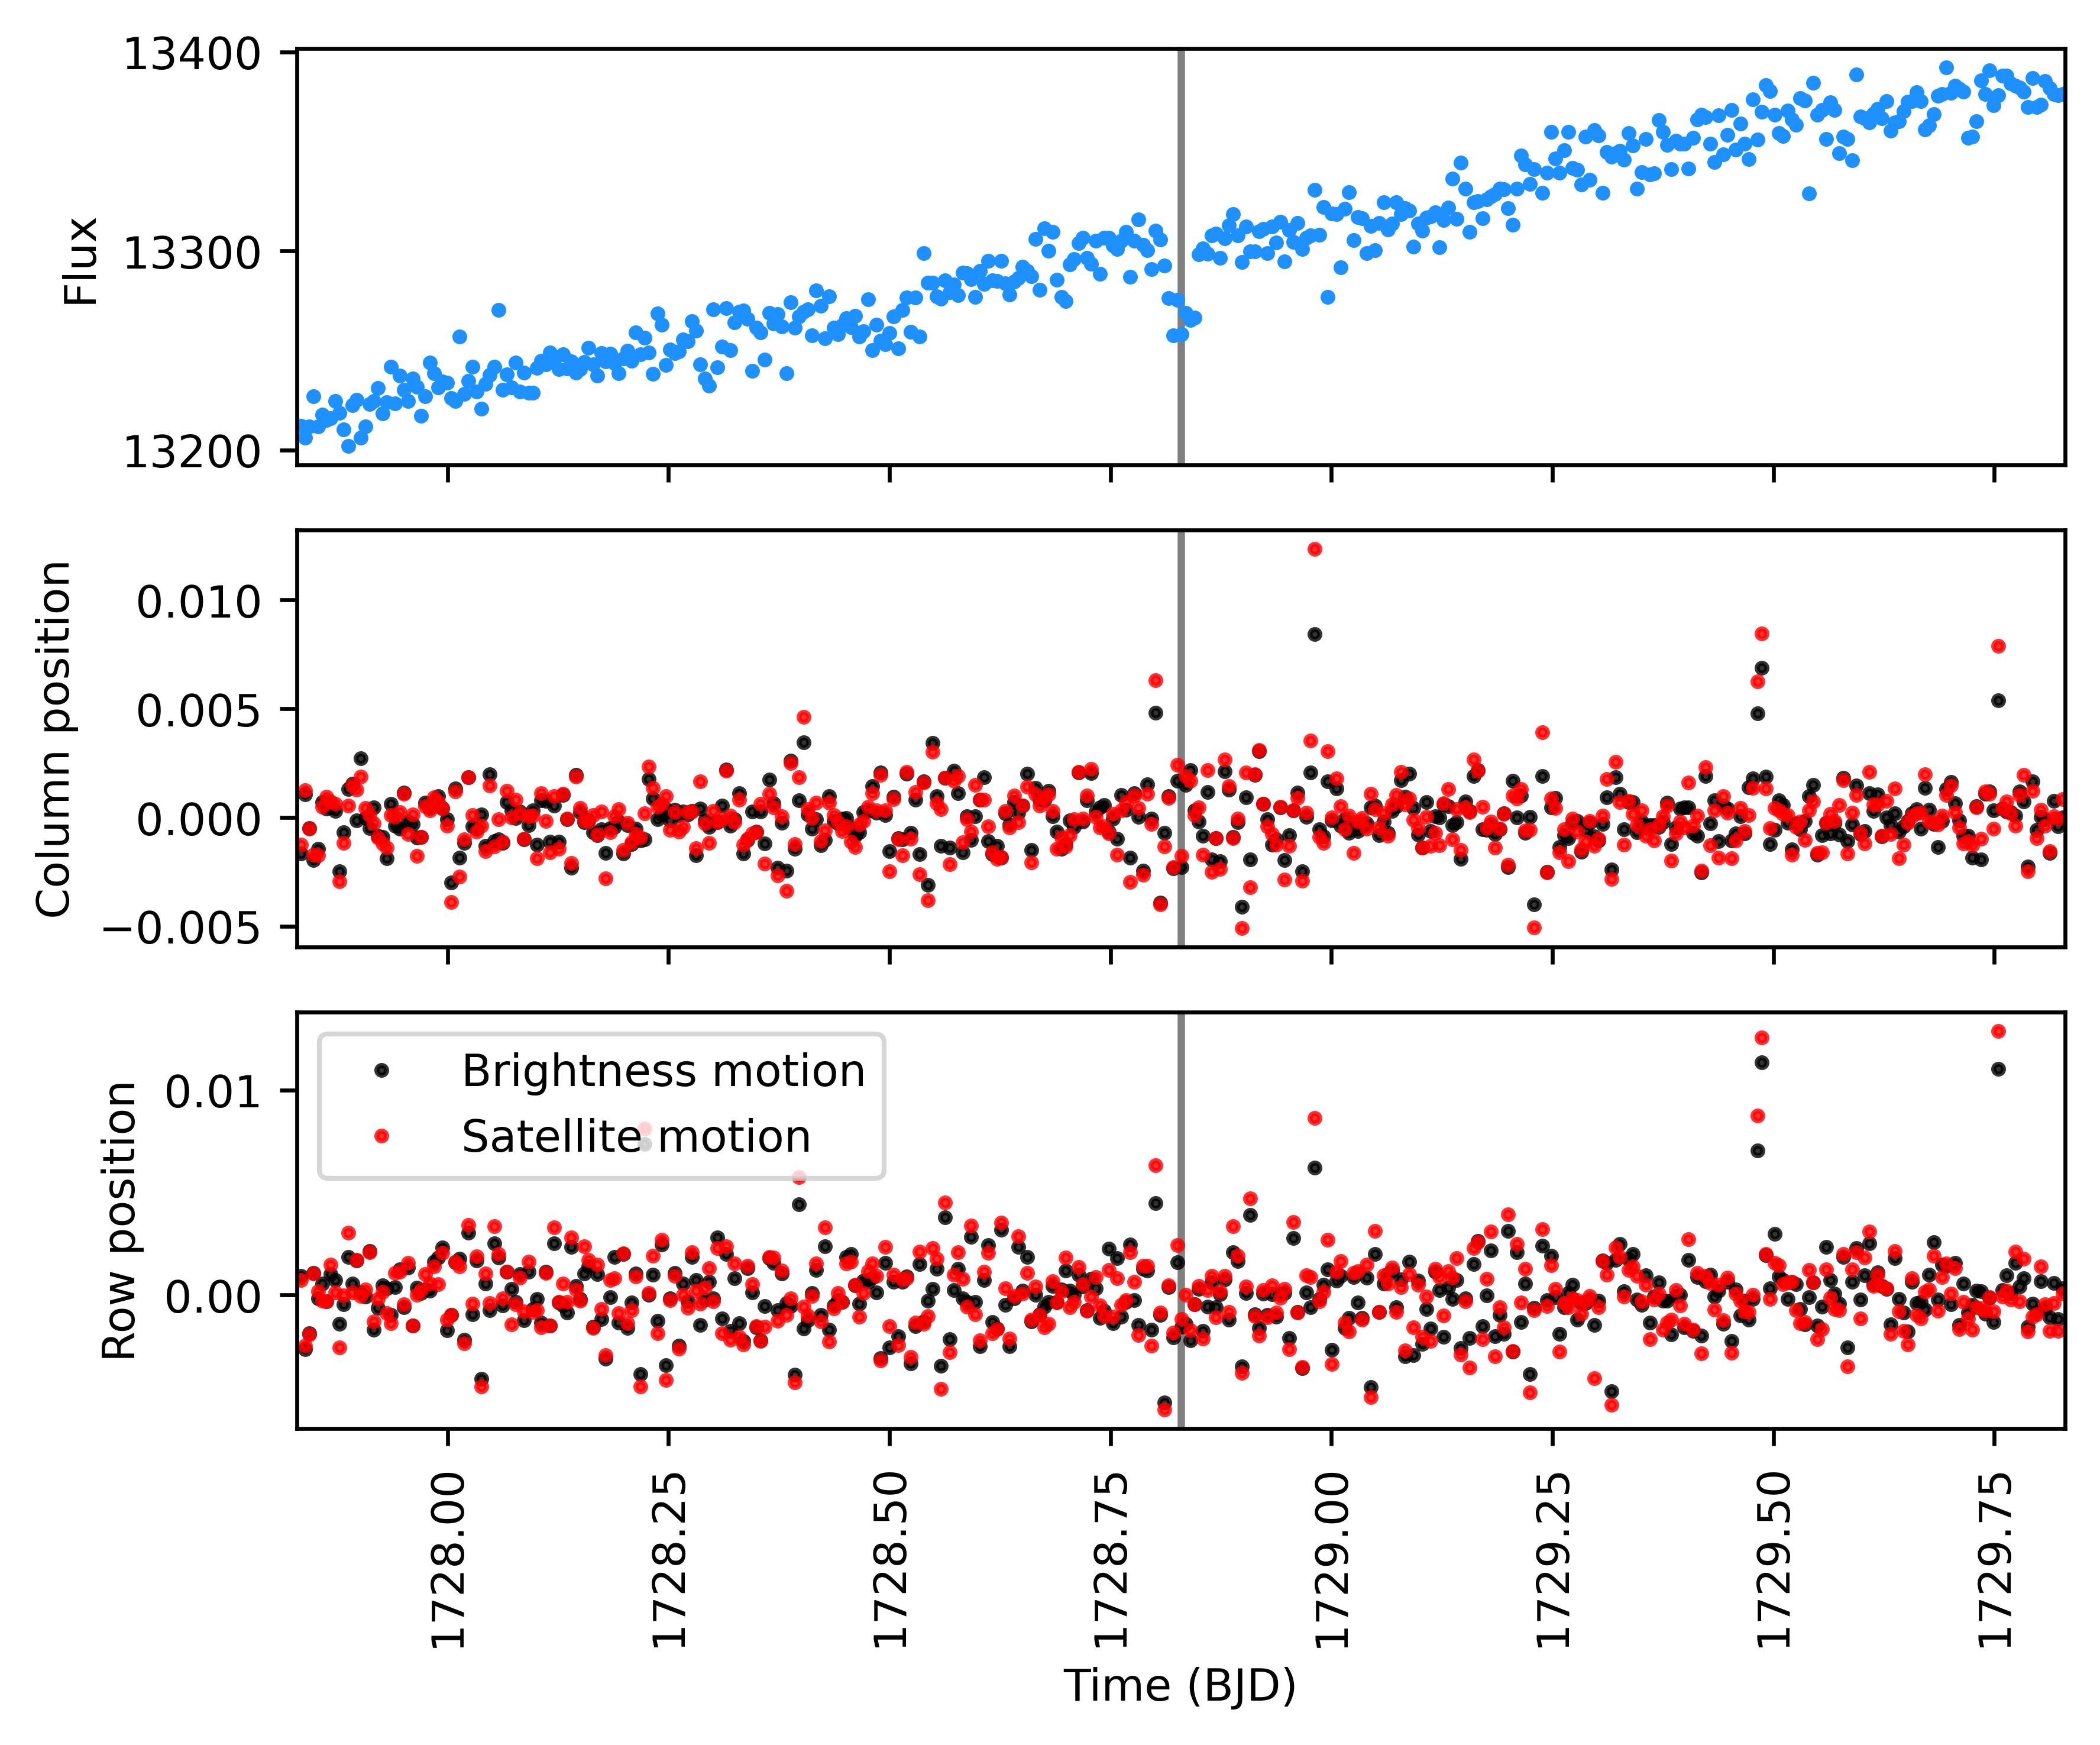 13400
13300
13200
Flux
0.010
0.005
0.000
−0.005
Column position
Brightness motion
Satellite motion
0.01
0.00
Row position
1728.00
1728.25
1728.50
1728.75
1729.00
1729.25
1729.50
1729.75
Time (BJD)